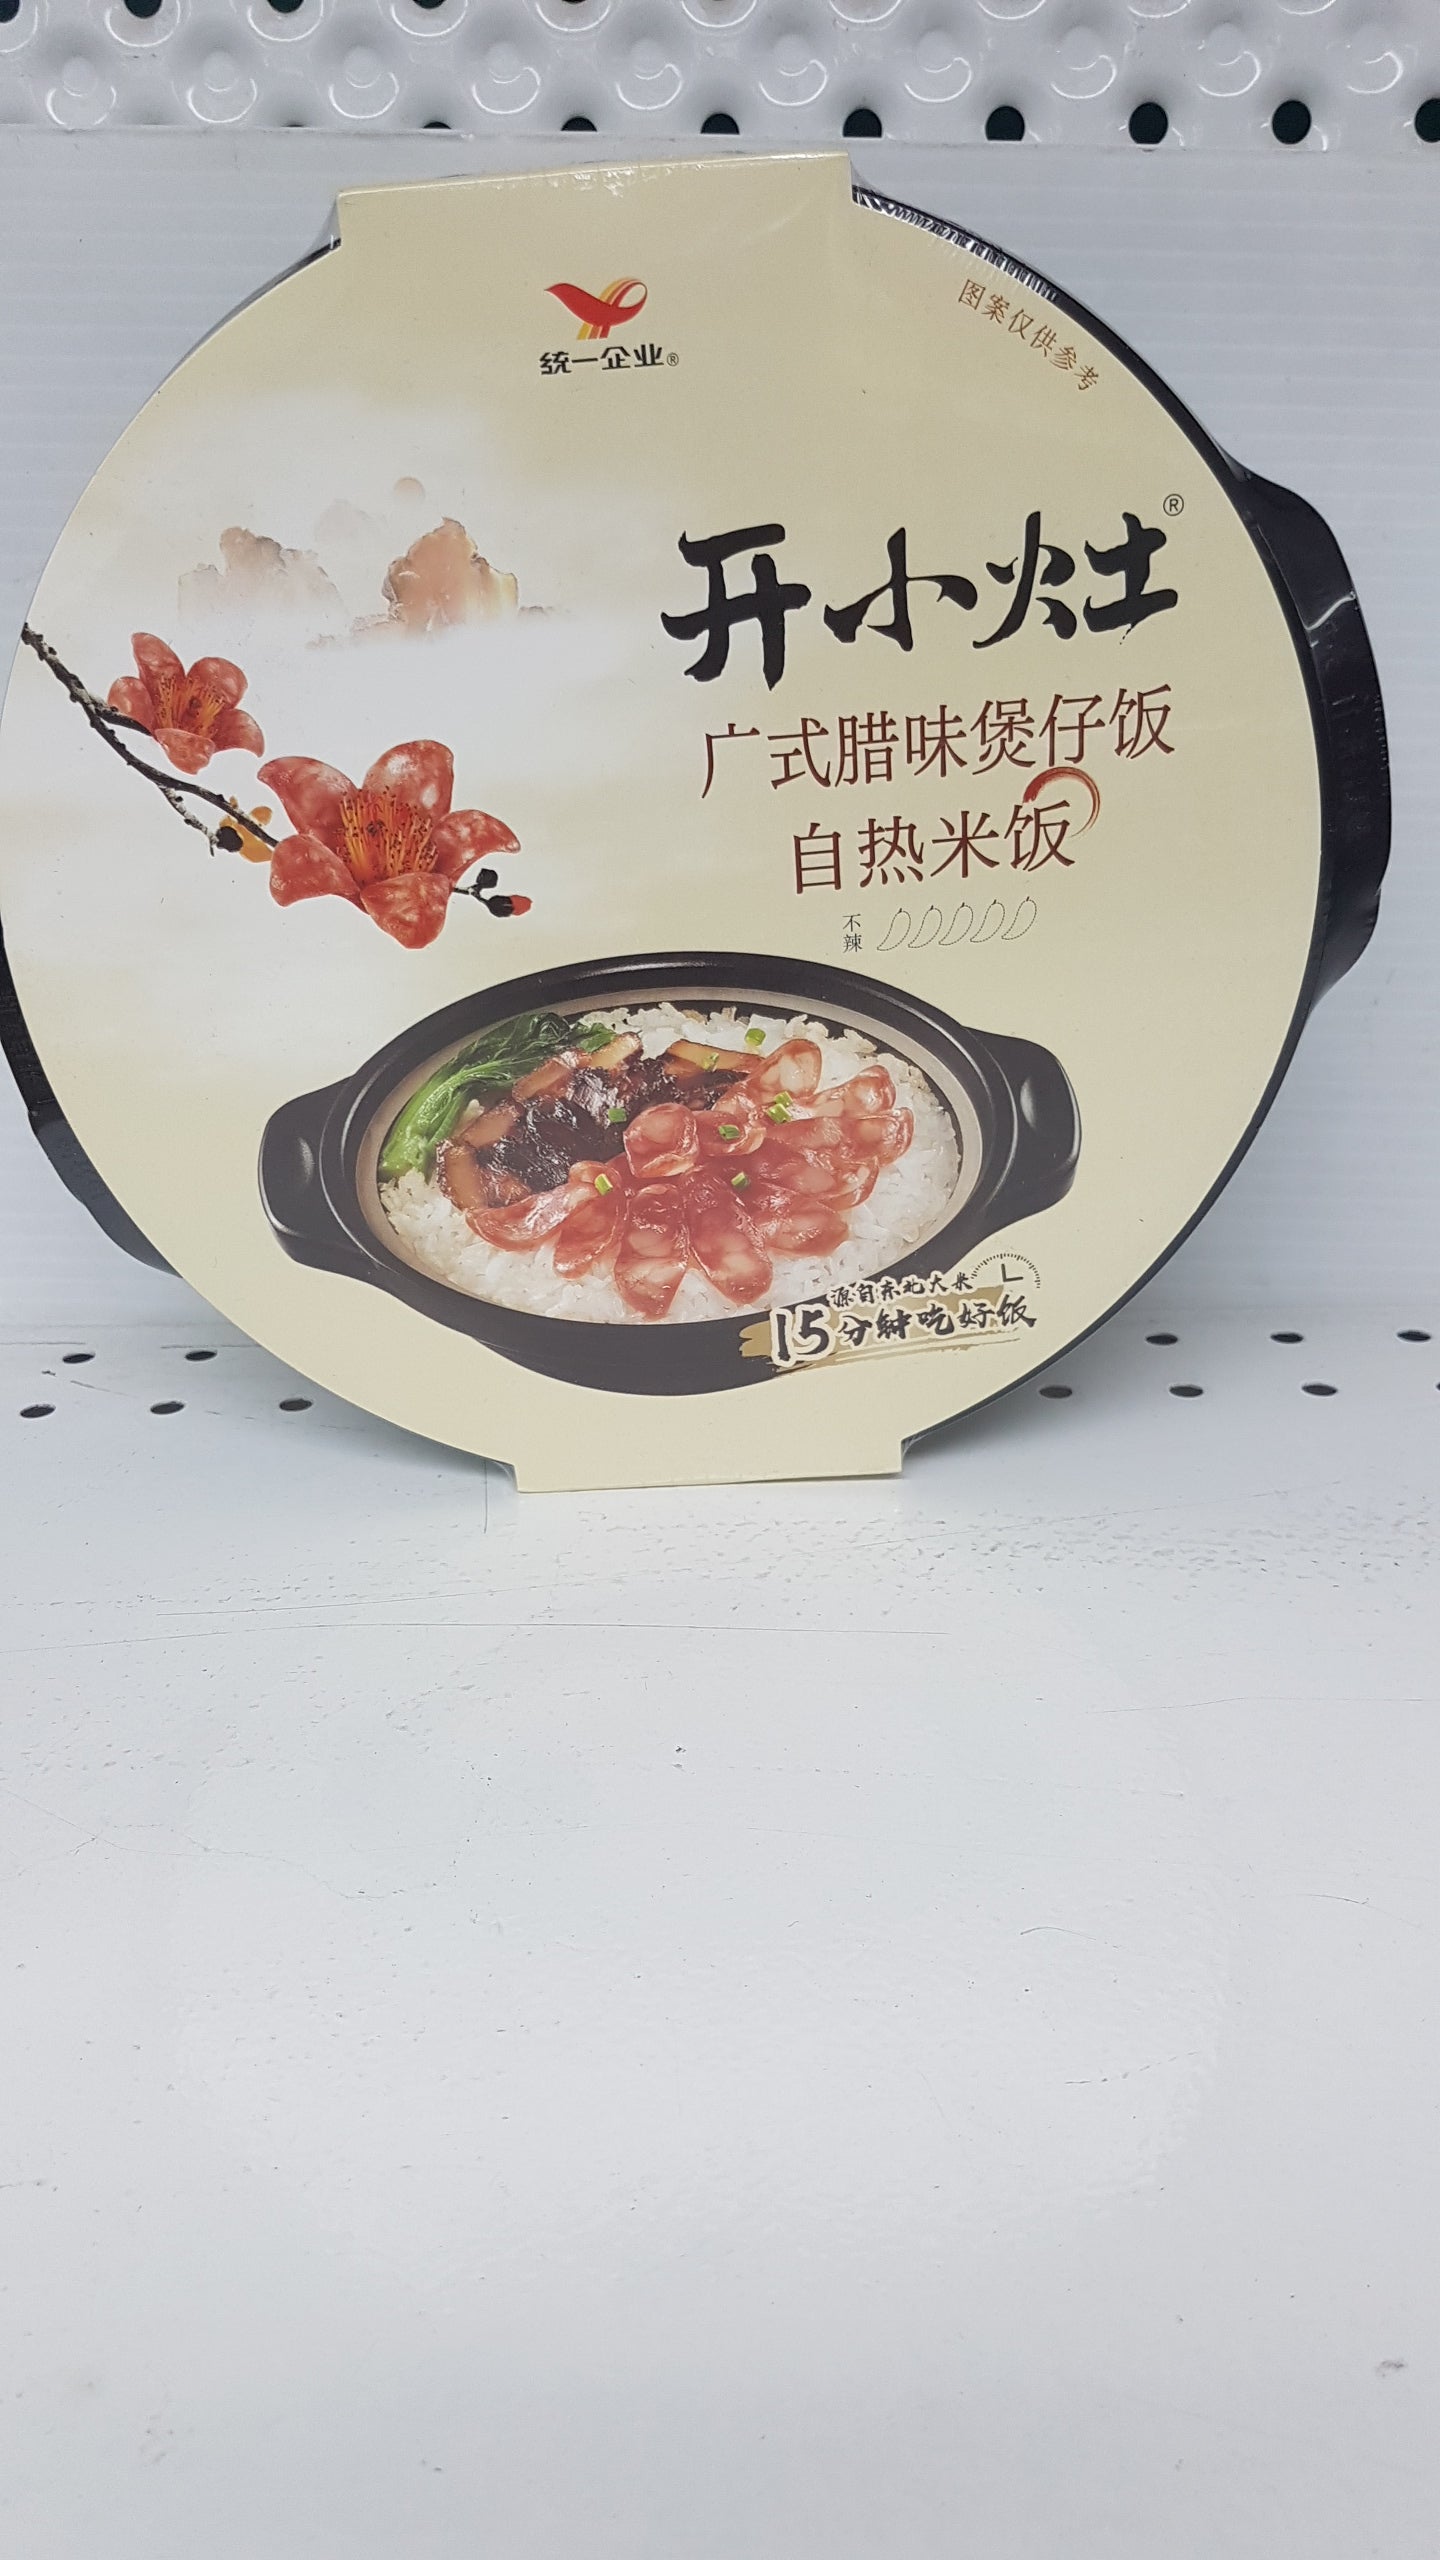 统一企业®
图案仅供参考
开小灶®
广式腊味煲仔饭
自热米饭
不辣
源自东北大米
15分钟吃好饭